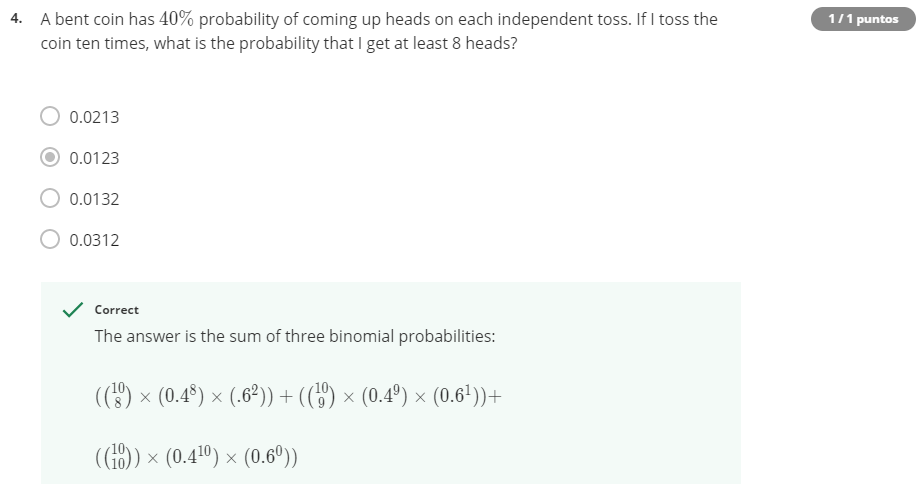 4. A bent coin has 40% probability of coming up heads on each independent toss. If I toss the
1 / 1 puntos
coin ten times, what is the probability that I get at least 8 heads?
0.0213
0.0123
0.0132
0.0312
Correct
The answer is the sum of three binomial probabilities:
((\binom{10}{8}) × (0.4^8) × (.6^2)) + ((\binom{10}{9}) × (0.4^9) × (0.6^1))+
((\binom{10}{10})) × (0.4^{10}) × (0.6^0))